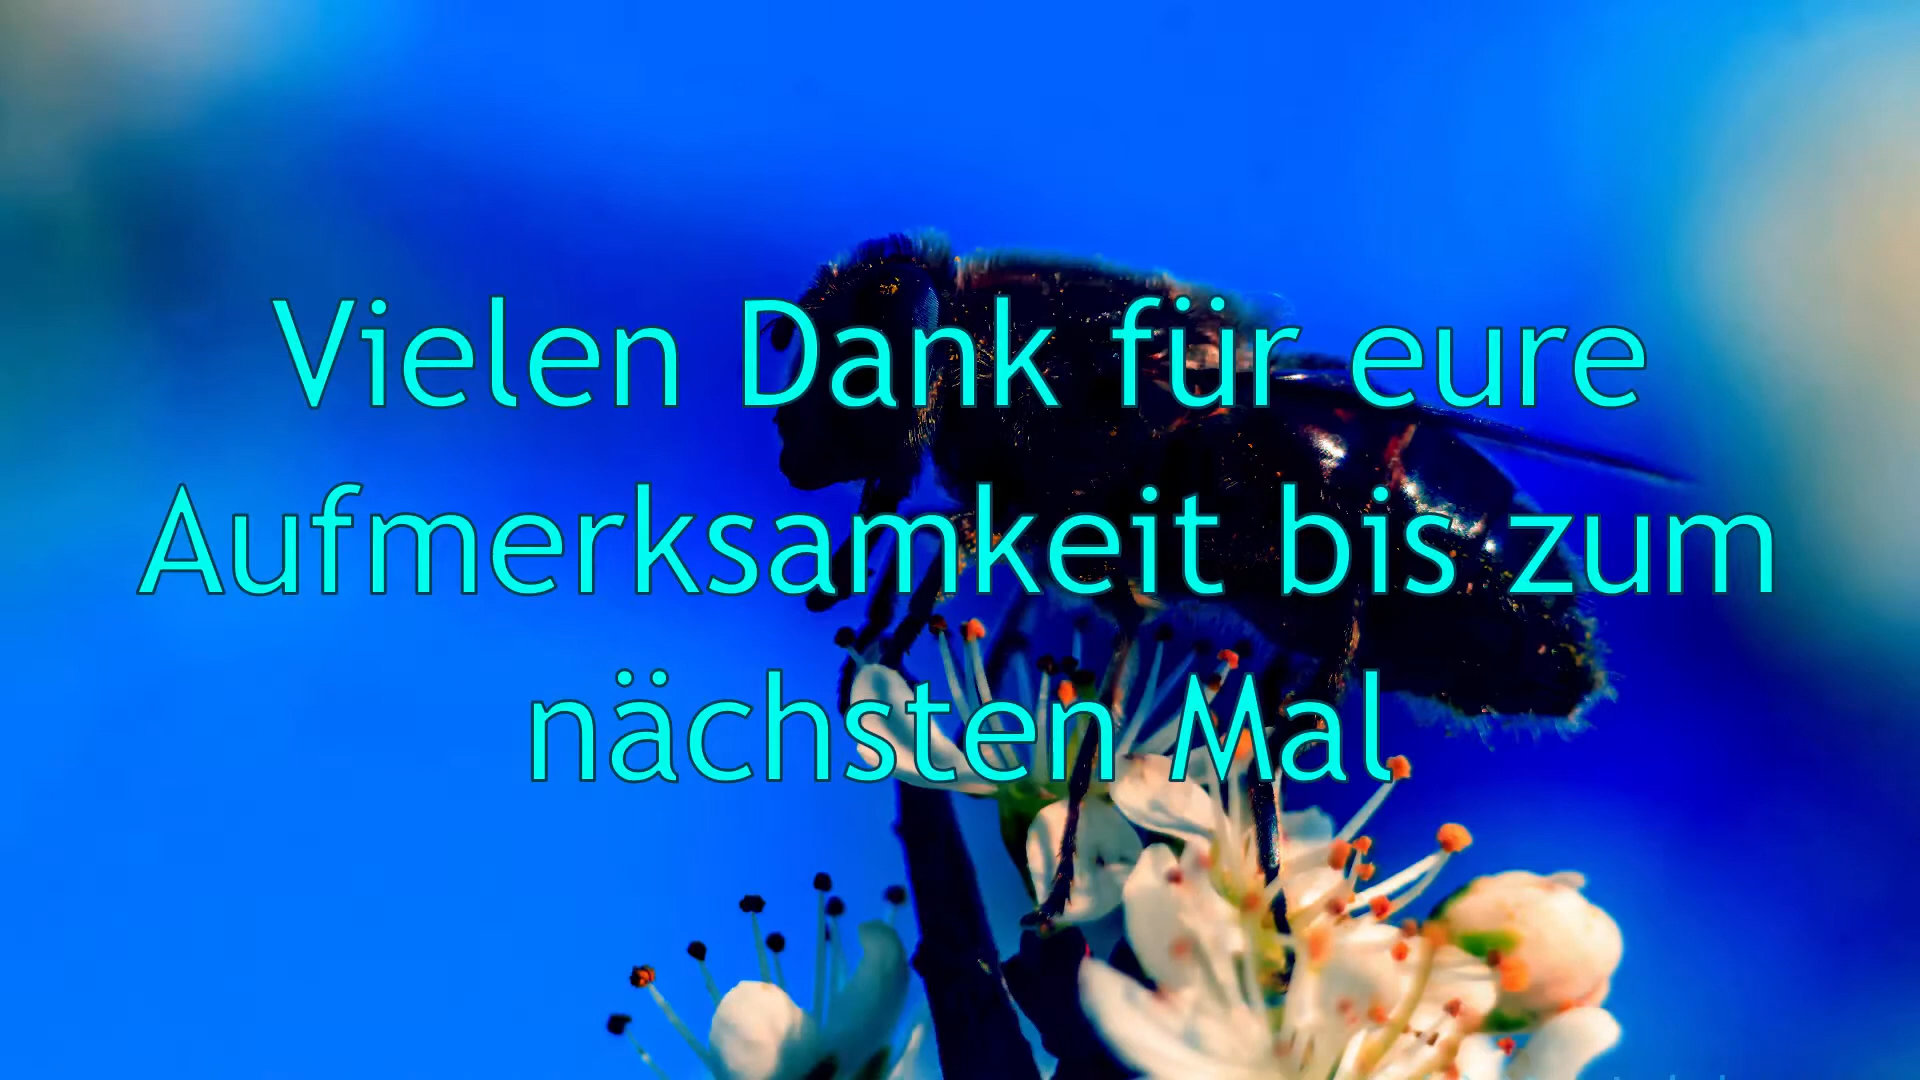 Vielen Dank für eure
Aufmerksamkeit bis zum
nächsten Mal